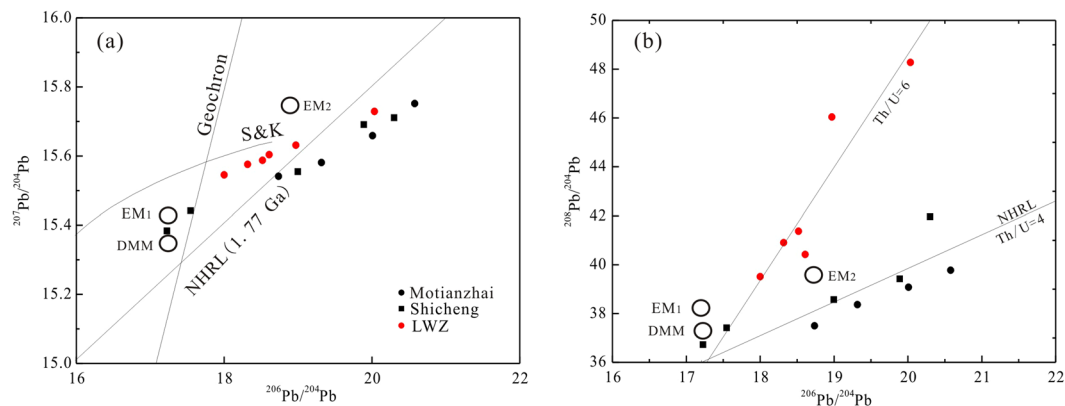 (a)
16.0
15.8
15.6
15.4
15.2
15.0
²⁰⁷Pb/²⁰⁴Pb
Geochron
EM2
S&K
EM1
DMM
NHRL (1. 77 Ga)
Motianzhai
Shicheng
LWZ
16 18 20 22
²⁰⁶Pb/²⁰⁴Pb
(b)
50
48
46
44
42
40
38
36
²⁰⁸Pb/²⁰⁴Pb
Th/U=6
NHRL
Th/U=4
EM2
EM1
DMM
16 17 18 19 20 21 22
²⁰⁶Pb/²⁰⁴Pb